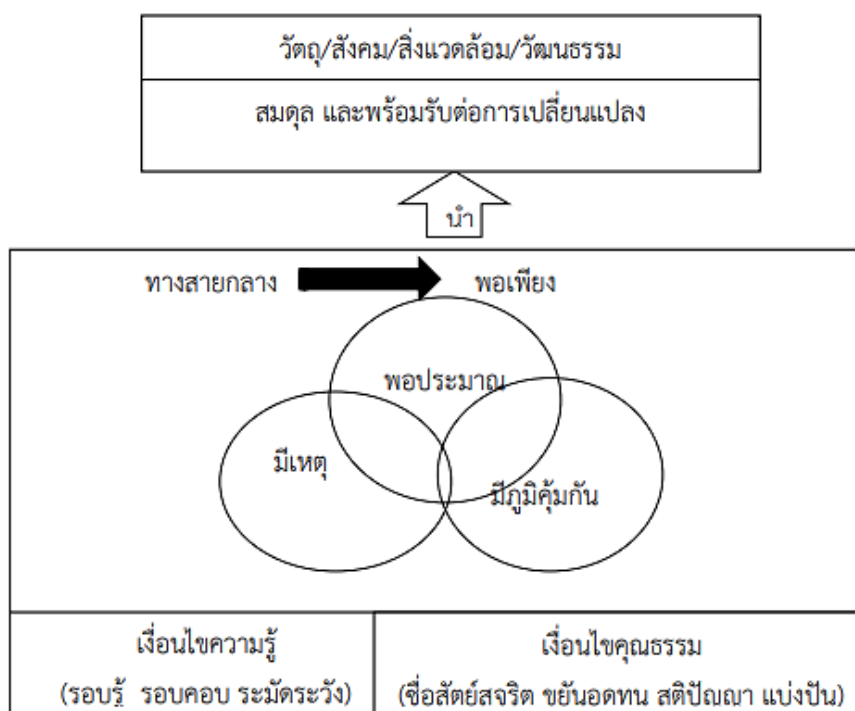 วัตถุ/สังคม/สิ่งแวดล้อม/วัฒนธรรม
สมดุล และพร้อมรับต่อการเปลี่ยนแปลง
นำ
ทางสายกลาง พอเพียง
พอประมาณ
มีเหตุ
มีภูมิคุ้มกัน
เงื่อนไขความรู้
(รอบรู้ รอบคอบ ระมัดระวัง)
เงื่อนไขคุณธรรม
(ซื่อสัตย์สจริต ขยันอดทน สติปัญญา แบ่งปัน)